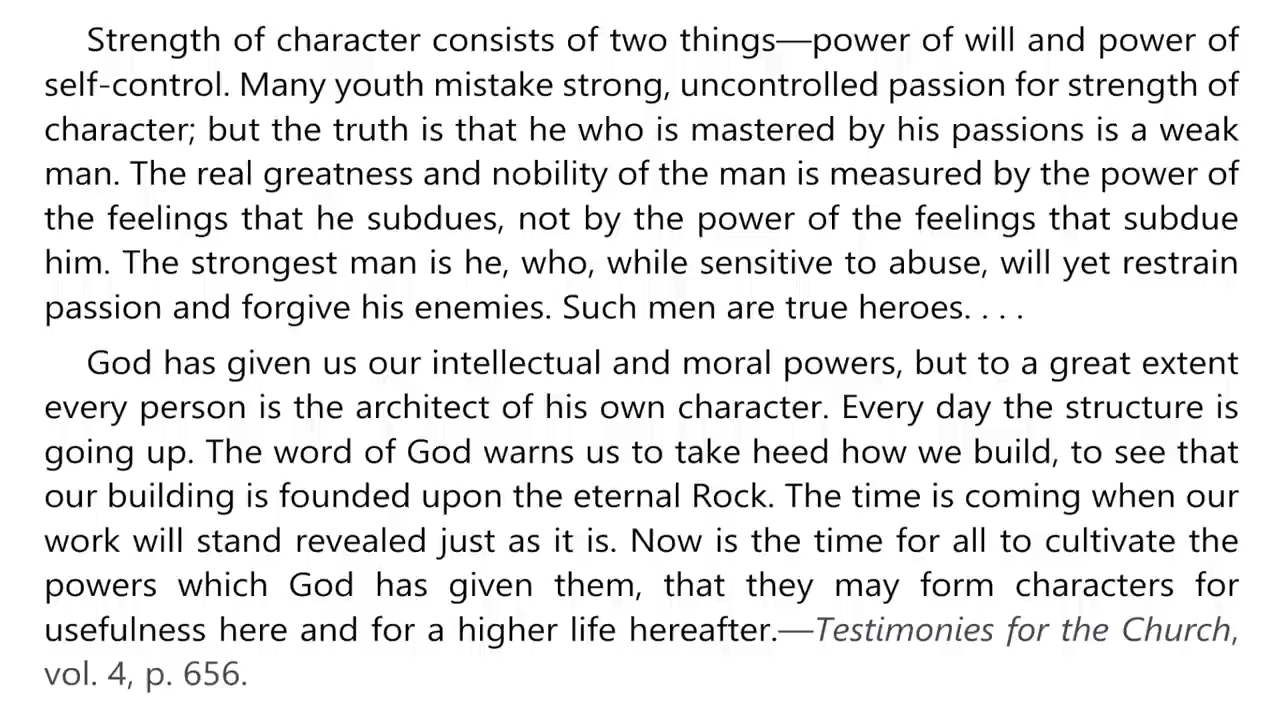 Strength of character consists of two things—power of will and power of
self-control. Many youth mistake strong, uncontrolled passion for strength of
character; but the truth is that he who is mastered by his passions is a weak
man. The real greatness and nobility of the man is measured by the power of
the feelings that he subdues, not by the power of the feelings that subdue
him. The strongest man is he, who, while sensitive to abuse, will yet restrain
passion and forgive his enemies. Such men are true heroes. . . .
God has given us our intellectual and moral powers, but to a great extent
every person is the architect of his own character. Every day the structure is
going up. The word of God warns us to take heed how we build, to see that
our building is founded upon the eternal Rock. The time is coming when our
work will stand revealed just as it is. Now is the time for all to cultivate the
powers which God has given them, that they may form characters for
usefulness here and for a higher life hereafter.—Testimonies for the Church,
vol. 4, p. 656.